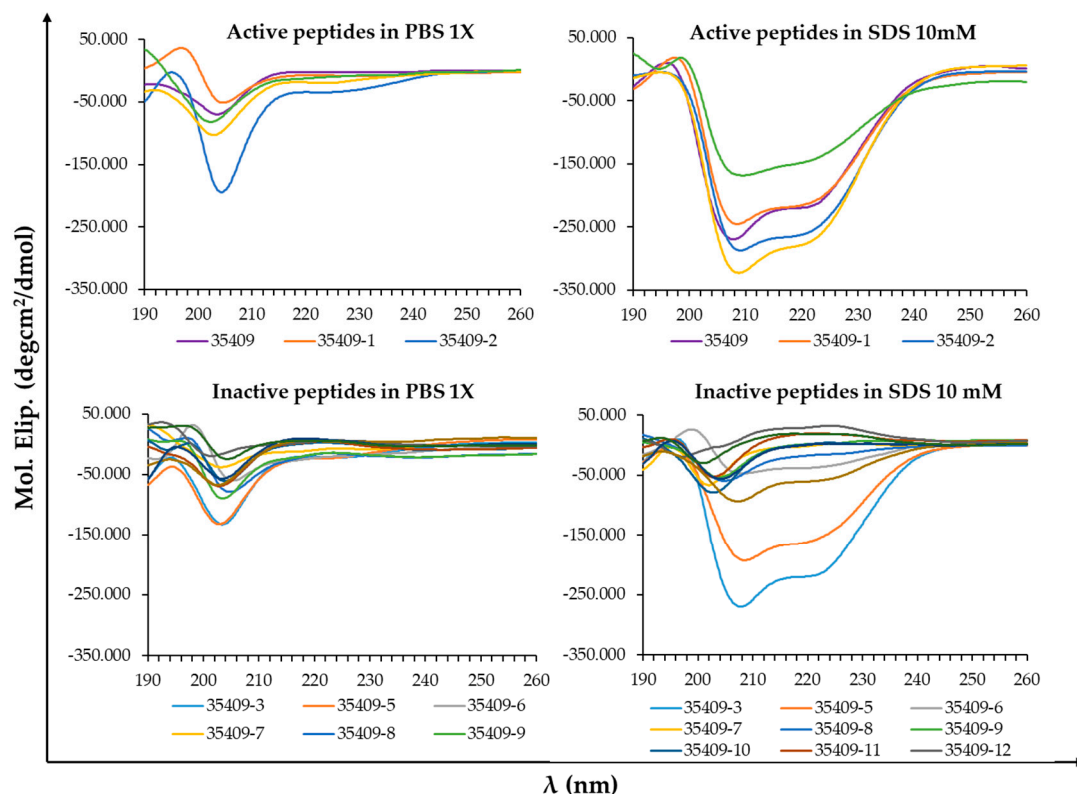 Mol. Elip. (degcm²/dmol)
Active peptides in PBS 1X
50.000
-50.000
-150.000
-250.000
-350.000
190 200 210 220 230 240 250 260
35409 35409-1 35409-2
Active peptides in SDS 10mM
50.000
-50.000
-150.000
-250.000
-350.000
190 200 210 220 230 240 250 260
35409 35409-1 35409-2
Inactive peptides in PBS 1X
50.000
-50.000
-150.000
-250.000
-350.000
190 200 210 220 230 240 250 260
35409-3 35409-5 35409-6
35409-7 35409-8 35409-9
Inactive peptides in SDS 10 mM
50.000
-50.000
-150.000
-250.000
-350.000
190 200 210 220 230 240 250 260
35409-3 35409-5 35409-6
35409-7 35409-8 35409-9
35409-10 35409-11 35409-12
λ (nm)